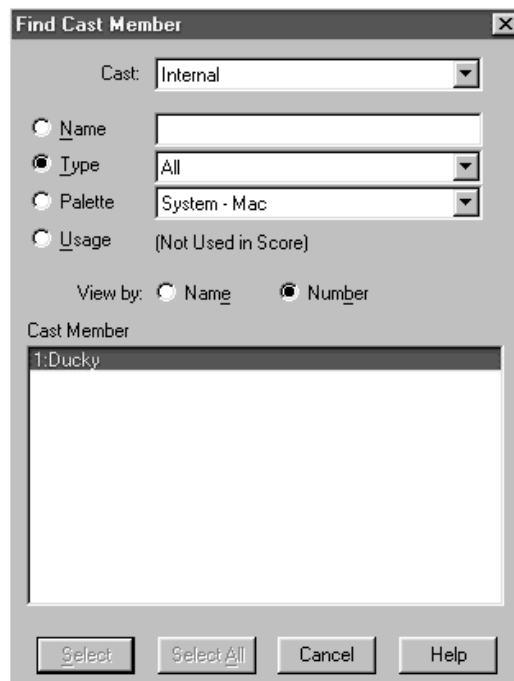 Find Cast Member
Cast: Internal
Name
Type All
Palette System - Mac
Usage (Not Used in Score)
View by: Name Number
Cast Member
1:Ducky
Select Select All Cancel Help